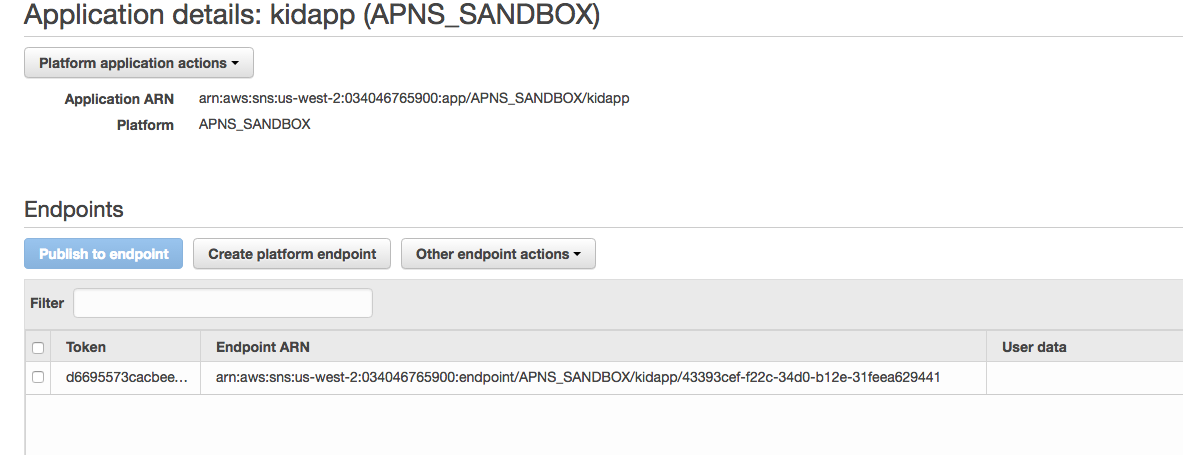 Application details: kidapp (APNS_SANDBOX)
Platform application actions
Application ARN arn:aws:sns:us-west-2:034046765900:app/APNS_SANDBOX/kidapp
Platform APNS_SANDBOX
Endpoints
Publish to endpoint Create platform endpoint Other endpoint actions
Filter
Token Endpoint ARN User data
d6695573cacbee... arn:aws:sns:us-west-2:034046765900:endpoint/APNS_SANDBOX/kidapp/43393cef-f22c-34d0-b12e-31feea629441